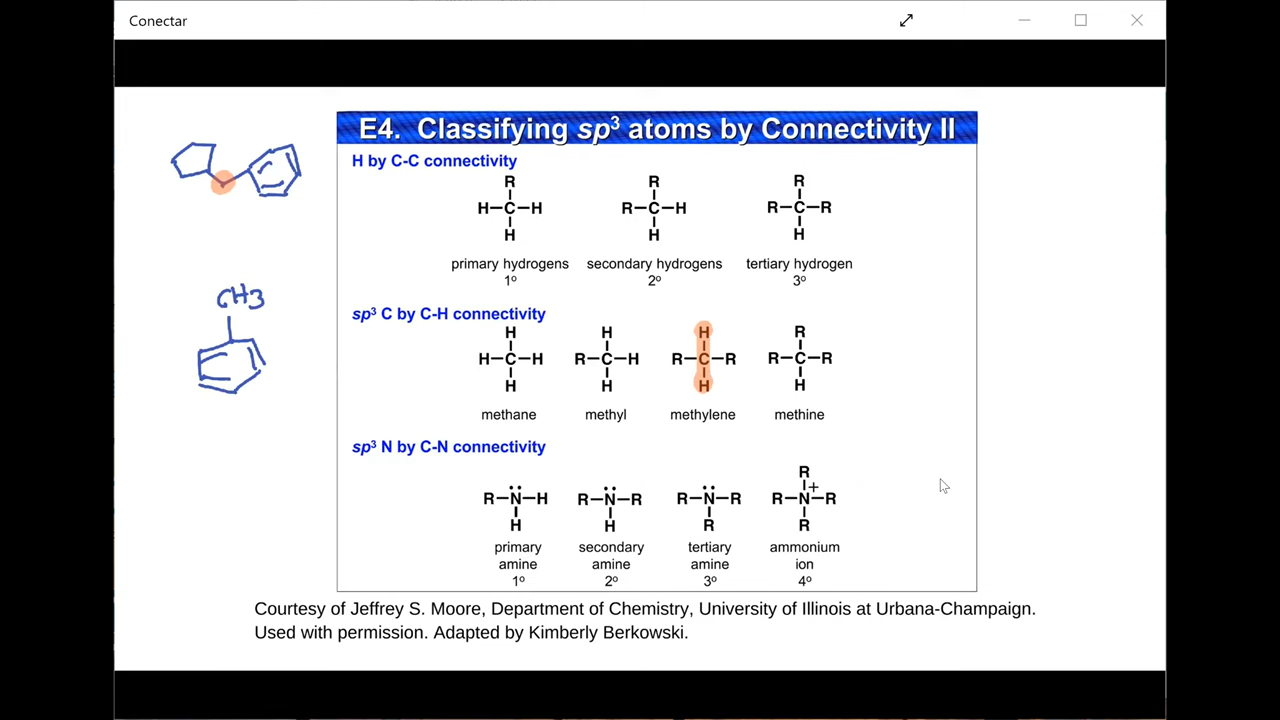 Conectar
E4. Classifying sp³ atoms by Connectivity II
H by C-C connectivity
R R R
H–C–H R–C–H R–C–R
H H H
primary hydrogens secondary hydrogens tertiary hydrogen
1º 2º 3º
CH3
sp³ C by C-H connectivity
H H H R
H–C–H R–C–H R–C–R R–C–R
H H H H
methane methyl methylene methine
sp³ N by C-N connectivity
R
R–N–H R–N–R R–N–R R–N–R
+
H H R R
primary secondary tertiary ammonium
amine amine amine ion
1º 2º 3º 4º
Courtesy of Jeffrey S. Moore, Department of Chemistry, University of Illinois at Urbana-Champaign.
Used with permission. Adapted by Kimberly Berkowski.